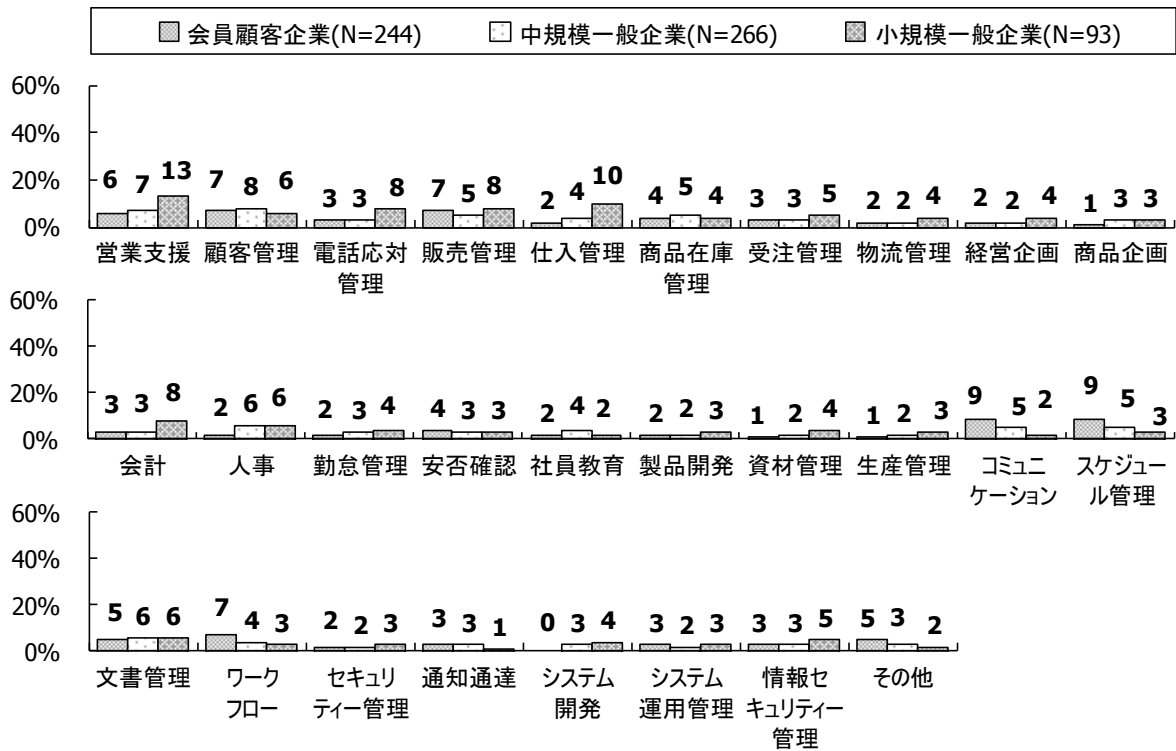 会員顧客企業(N=244) 中規模一般企業(N=266) 小規模一般企業(N=93)
60%
40%
20%
0%
6 7 13 7 8 6 3 3 8 7 5 8 2 4 10 4 5 4 3 3 5 2 2 4 2 2 4 1 3 3
営業支援 顧客管理 電話応対 販売管理 仕入管理 商品在庫 受注管理 物流管理 経営企画 商品企画
管理 管理
60%
40%
20%
0%
3 3 8 2 6 6 2 3 4 4 3 3 2 4 2 2 2 3 1 2 4 1 2 3 9 5 2 9 5 3
会計 人事 勤怠管理 安否確認 社員教育 製品開発 資材管理 生産管理 コミュニ スケジュー
ケーション ル管理
60%
40%
20%
0%
5 6 6 7 4 3 2 2 3 3 3 1 0 3 4 3 2 3 3 3 5 5 3 2
文書管理 ワーク セキュリ 通知通達 システム システム 情報セ その他
フロー ティー管理 開発 運用管理 キュリティー
管理